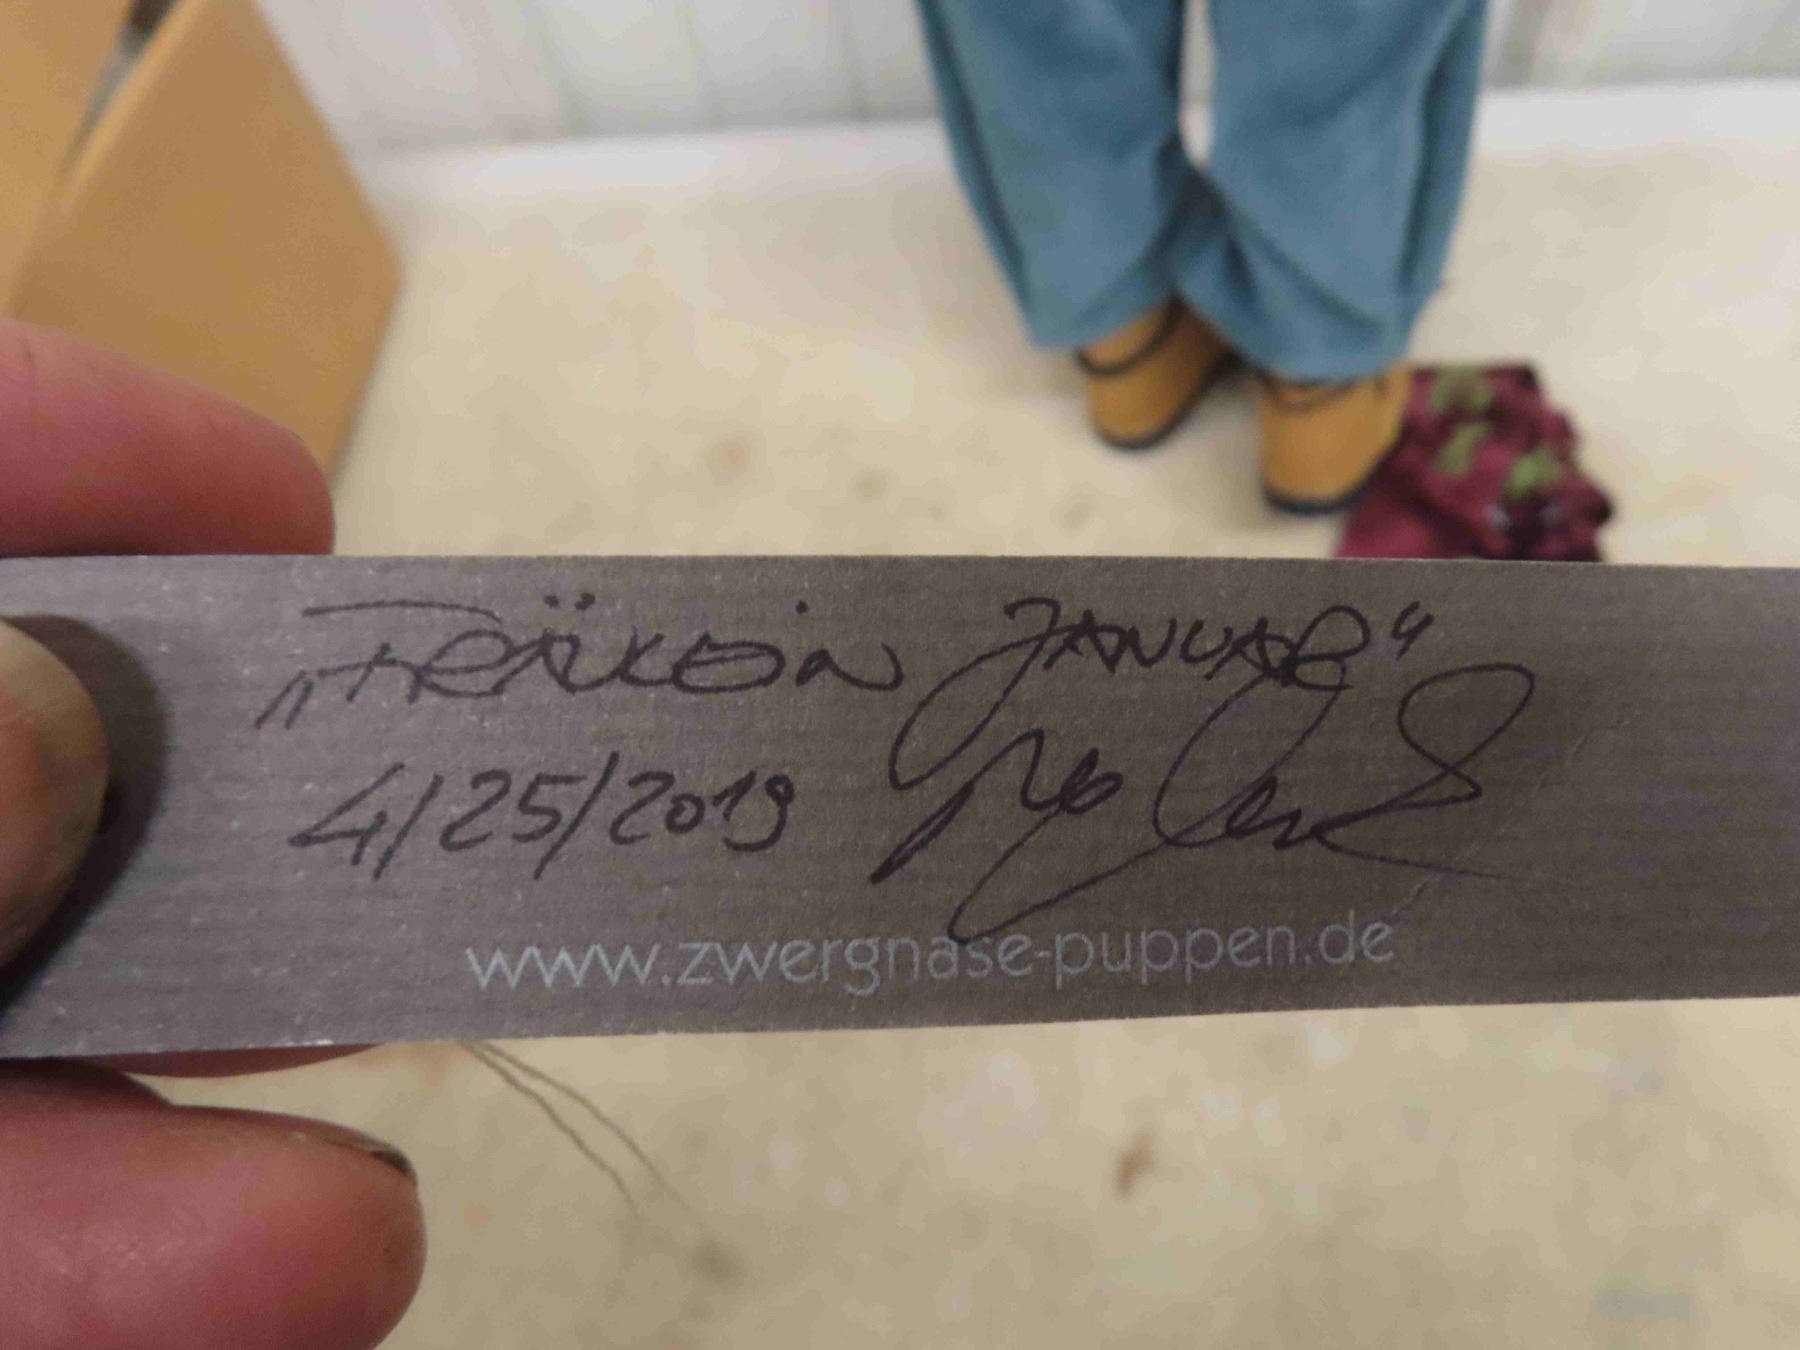 „Fräulein Januar“
4/25/2019
www.zwergnase-puppen.de